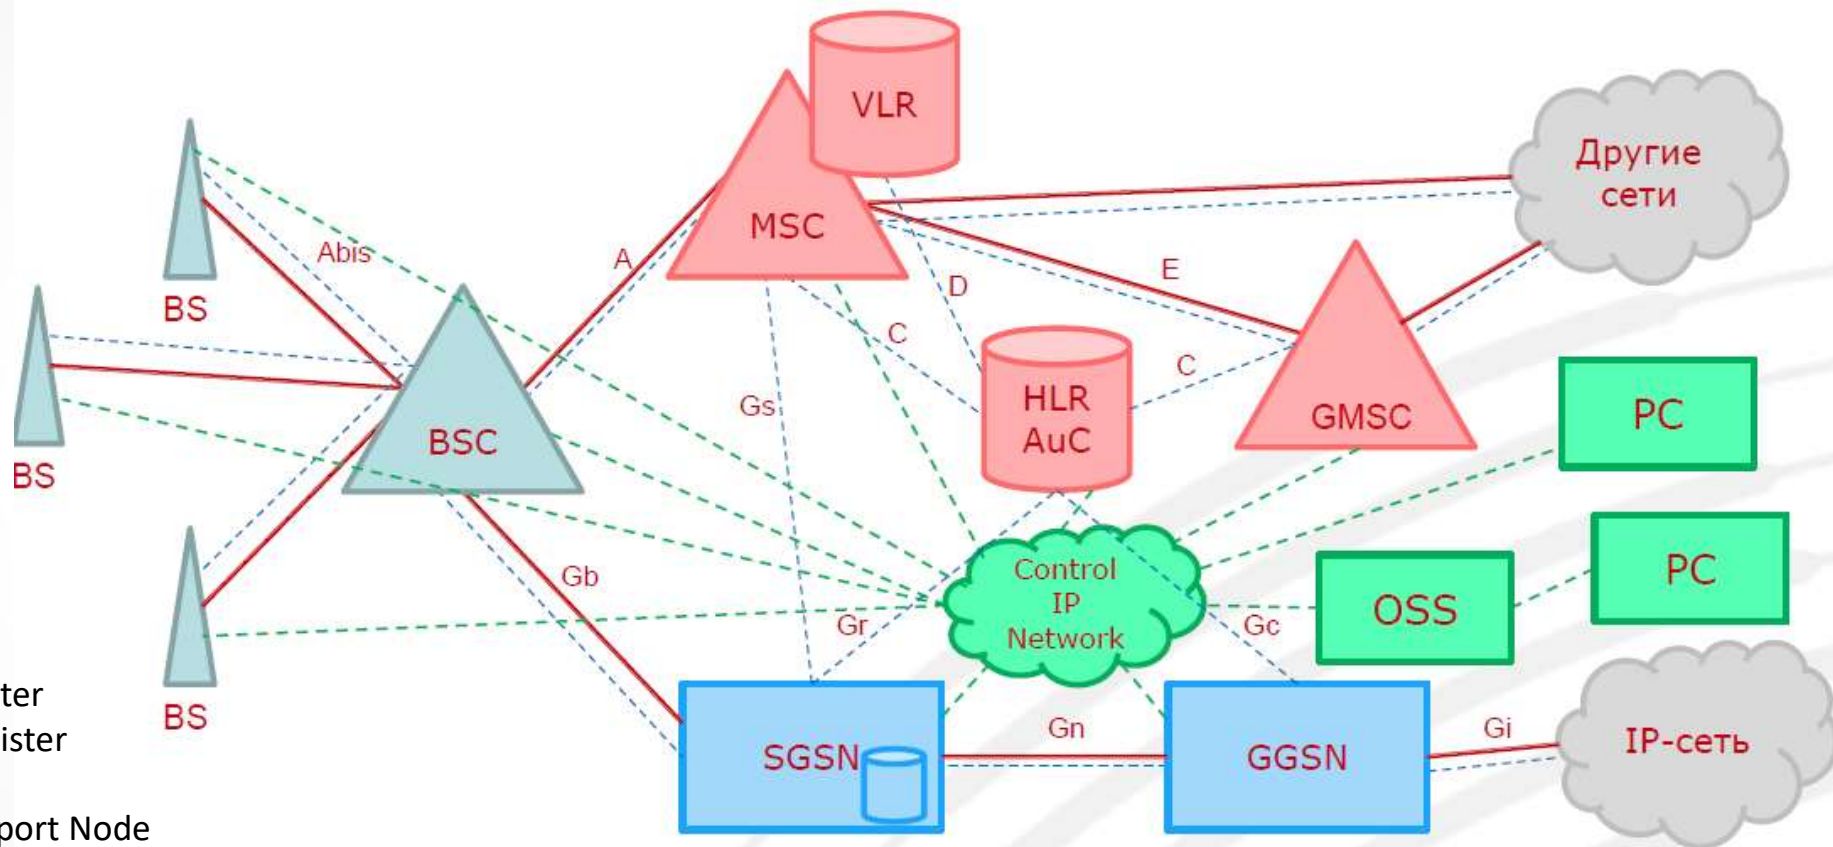 VLR
Другие
сети
MSC
Abis
A
E
BS
D
C
C
HLR
AuC
Gs
GMSC
PC
BSC
BS
Control
IP
Network
PC
Gb
OSS
Gr
Gc
ter
BS
ister
Gn
Gi
SGSN
GGSN
IP-сеть
port Node